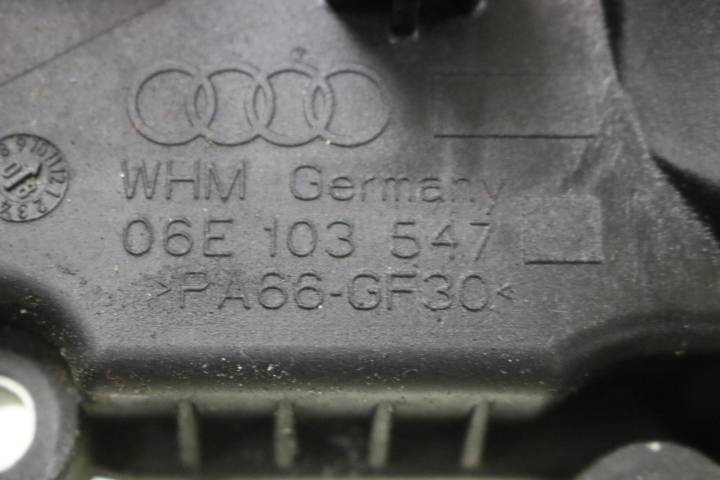 WHM Germany
06E 103 547
>PA66-GF30<